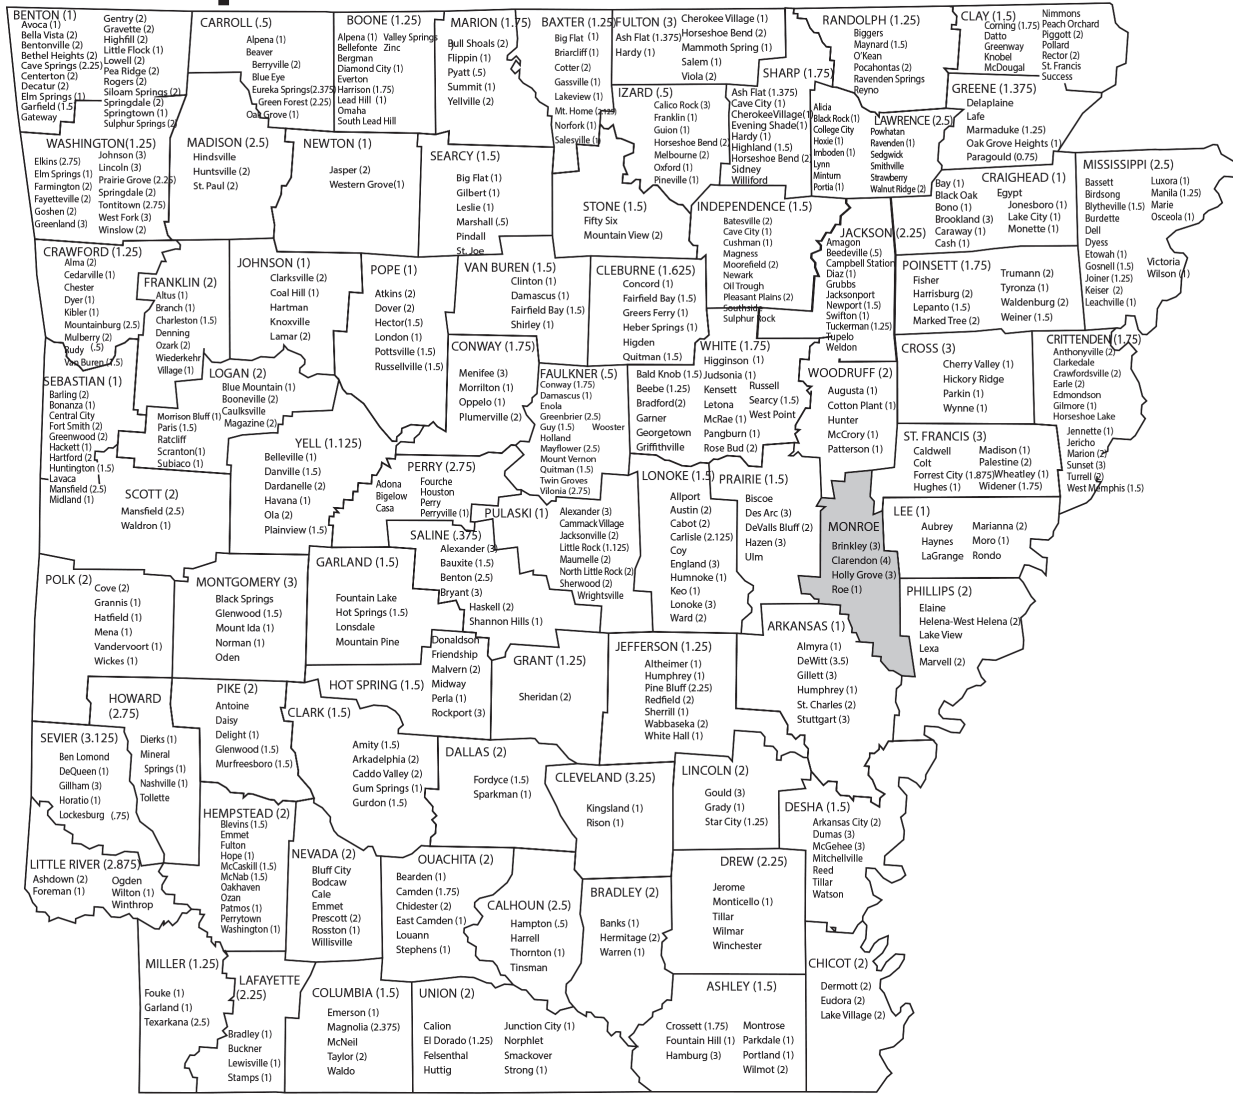 BENTON (1)
Avoca (1)
Bella Vista (2)
Bentonville (2)
Bethel Heights (2)
Cave Springs (2.25)
Centerton (2)
Decatur (2)
Elm Springs (1)
Garfield (1.5
Gateway
Gentry (2)
Gravette (2)
Highfill (2)
Little Flock (1)
Lowell (2)
Pea Ridge (2)
Rogers (2)
Siloam Springs (2)
Springdale (2)
Springtown (1)
Sulphur Springs (2)
CARROLL (.5)
Alpena (1)
Beaver
Berryville (2)
Blue Eye
Eureka Springs(2.375)
Green Forest (2.25)
Oak Grove (1)
BOONE (1.25)
Alpena (1) Valley Springs
Bellefonte Zinc
Bergman
Diamond City (1)
Everton
Harrison (1.75)
Lead Hill (1)
Omaha
South Lead Hill
MARION (1.75)
Bull Shoals (2)
Flippin (1)
Pyatt (.5)
Summit (1)
Yellville (2)
BAXTER (1.25)
Big Flat (1)
Briarcliff (1)
Cotter (2)
Gassville (1)
Lakeview (1)
Mt. Home (2.125)
Norfork (1)
Salesville (1)
FULTON (3)
Ash Flat (1.375)
Hardy (1)
Cherokee Village (1)
Horseshoe Bend (2)
Mammoth Spring (1)
Salem (1)
Viola (2)
RANDOLPH (1.25)
Biggers
Maynard (1.5)
O'Kean
Pocahontas (2)
Ravenden Springs
Reyno
CLAY (1.5)
Corning (1.75)
Datto
Greenway
Knobel
McDougal
Nimmons
Peach Orchard
Piggott (2)
Pollard
Rector (2)
St. Francis
Success
SHARP (1.75)
Ash Flat (1.375)
Cave City (1)
CherokeeVillage(1)
Evening Shade(1)
Hardy (1)
Highland (1.5)
Horseshoe Bend (2)
Sidney
Williford
IZARD (.5)
Calico Rock (3)
Franklin (1)
Guion (1)
Horseshoe Bend (2)
Melbourne (2)
Oxford (1)
Pineville (1)
LAWRENCE (2.5)
Alicia
Black Rock (1)
College City
Hoxie (1)
Imboden (1)
Lynn
Minturn
Portia (1)
Powhatan
Ravenden (1)
Sedgwick
Smithville
Strawberry
Walnut Ridge (2)
GREENE (1.375)
Delaplaine
Lafe
Marmaduke (1.25)
Oak Grove Heights (1)
Paragould (0.75)
WASHINGTON(1.25)
Elkins (2.75)
Elm Springs (1)
Farmington (2)
Fayetteville (2)
Goshen (2)
Greenland (3)
Johnson (3)
Lincoln (3)
Prairie Grove (2.25)
Springdale (2)
Tontitown (2.75)
West Fork (3)
Winslow (2)
MADISON (2.5)
Hindsville
Huntsville (2)
St. Paul (2)
NEWTON (1)
Jasper (2)
Western Grove(1)
SEARCY (1.5)
Big Flat (1)
Gilbert (1)
Leslie (1)
Marshall (.5)
Pindall
St. Joe
STONE (1.5)
Fifty Six
Mountain View (2)
INDEPENDENCE (1.5)
Batesville (2)
Cave City (1)
Cushman (1)
Magness
Moorefield (2)
Newark
Oil Trough
Pleasant Plains (2)
Southside
Sulphur Rock
JACKSON (2.25)
Amagon
Beedeville (.5)
Campbell Station
Diaz (1)
Grubbs
Jacksonport
Newport (1.5)
Swifton (1)
Tuckerman (1.25)
Tupelo
Weldon
CRAIGHEAD (1)
Bay (1)
Black Oak
Bono (1)
Brookland (3)
Caraway (1)
Cash (1)
Egypt
Jonesboro (1)
Lake City (1)
Monette (1)
MISSISSIPPI (2.5)
Bassett
Birdsong
Blytheville (1.5)
Burdette
Dell
Dyess
Etowah (1)
Gosnell (1.5)
Joiner (1.25)
Keiser (2)
Leachville (1)
Luxora (1)
Manila (1.25)
Marie
Osceola (1)
Victoria
Wilson (1)
CRAWFORD (1.25)
Alma (2)
Cedarville (1)
Chester
Dyer (1)
Kibler (1)
Mountainburg (2.5)
Mulberry (2)
Rudy (.5)
Van Buren (1.5)
FRANKLIN (2)
Altus (1)
Branch (1)
Charleston (1.5)
Denning
Ozark (2)
Wiederkehr
Village (1)
JOHNSON (1)
Clarksville (2)
Coal Hill (1)
Hartman
Knoxville
Lamar (2)
POPE (1)
Atkins (2)
Dover (2)
Hector(1.5)
London (1)
Pottsville (1.5)
Russellville (1.5)
VAN BUREN (1.5)
Clinton (1)
Damascus (1)
Fairfield Bay (1.5)
Shirley (1)
CLEBURNE (1.625)
Concord (1)
Fairfield Bay (1.5)
Greers Ferry (1)
Heber Springs (1)
Higden
Quitman (1.5)
POINSETT (1.75)
Fisher
Harrisburg (2)
Lepanto (1.5)
Marked Tree (2)
Trumann (2)
Tyronza (1)
Waldenburg (2)
Weiner (1.5)
CONWAY (1.75)
Menifee (3)
Morrilton (1)
Oppelo (1)
Plumerville (2)
FAULKNER (.5)
Conway (1.75)
Damascus (1)
Enola
Greenbrier (2.5)
Guy (1.5) Wooster
Holland
Mayflower (2.5)
Mount Vernon
Quitman (1.5)
Twin Groves
Vilonia (2.75)
WHITE (1.75)
Bald Knob (1.5)
Beebe (1.25)
Bradford(2)
Garner
Georgetown
Griffithville
Higginson (1)
Judsonia (1)
Kensett
Letona
McRae (1)
Pangburn (1)
Rose Bud (2)
Russell
Searcy (1.5)
West Point
WOODRUFF (2)
Augusta (1)
Cotton Plant (1)
Hunter
McCrory (1)
Patterson (1)
CROSS (3)
Cherry Valley (1)
Hickory Ridge
Parkin (1)
Wynne (1)
CRITTENDEN (1.75)
Anthonyville (2)
Clarkedale
Crawfordsville (2)
Earle (2)
Edmondson
Gilmore (1)
Horseshoe Lake
Jennette (1)
Jericho
Marion (2)
Sunset (3)
Turrell (2)
West Memphis (1.5)
SEBASTIAN (1)
Barling (2)
Bonanza (1)
Central City
Fort Smith (2)
Greenwood (2)
Hackett (1)
Hartford (2)
Huntington (1.5)
Lavaca
Mansfield (2.5)
Midland (1)
LOGAN (2)
Blue Mountain (1)
Booneville (2)
Caulksville
Magazine (2)
Morrison Bluff (1)
Paris (1.5)
Ratcliff
Scranton(1)
Subiaco (1)
YELL (1.125)
Belleville (1)
Danville (1.5)
Dardanelle (2)
Havana (1)
Ola (2)
Plainview (1.5)
PERRY (2.75)
Adona
Bigelow
Casa
Fourche
Houston
Perry
Perryville (1)
SCOTT (2)
Mansfield (2.5)
Waldron (1)
PULASKI (1)
Alexander (3)
Cammack Village
Jacksonville (2)
Little Rock (1.125)
Maumelle (2)
North Little Rock (2)
Sherwood (2)
Wrightsville
LONOKE (1.5)
Allport
Austin (2)
Cabot (2)
Carlisle (2.125)
Coy
England (3)
Humnoke (1)
Keo (1)
Lonoke (3)
Ward (2)
PRAIRIE (1.5)
Biscoe
Des Arc (3)
DeValls Bluff (2)
Hazen (3)
Ulm
MONROE
Brinkley (3)
Clarendon (4)
Holly Grove (3)
Roe (1)
ST. FRANCIS (3)
Caldwell
Colt
Forrest City (1.875)
Hughes (1)
Madison (1)
Palestine (2)
Wheatley (1)
Widener (1.75)
LEE (1)
Aubrey
Haynes
LaGrange
Marianna (2)
Moro (1)
Rondo
SALINE (.375)
Alexander (3)
Bauxite (1.5)
Benton (2.5)
Bryant (3)
Haskell (2)
Shannon Hills (1)
GARLAND (1.5)
Fountain Lake
Hot Springs (1.5)
Lonsdale
Mountain Pine
POLK (2)
Cove (2)
Grannis (1)
Hatfield (1)
Mena (1)
Vandervoort (1)
Wickes (1)
MONTGOMERY (3)
Black Springs
Glenwood (1.5)
Mount Ida (1)
Norman (1)
Oden
PHILLIPS (2)
Elaine
Helena-West Helena (2)
Lake View
Lexa
Marvell (2)
ARKANSAS (1)
Almyra (1)
DeWitt (3.5)
Gillett (3)
Humphrey (1)
St. Charles (2)
Stuttgart (3)
JEFFERSON (1.25)
Altheimer (1)
Humphrey (1)
Pine Bluff (2.25)
Redfield (2)
Sherrill (1)
Wabbaseka (2)
White Hall (1)
GRANT (1.25)
Sheridan (2)
HOT SPRING (1.5)
Donaldson
Friendship
Malvern (2)
Midway
Perla (1)
Rockport (3)
HOWARD
(2.75)
Dierks (1)
Mineral
Springs (1)
Nashville (1)
Tollette
PIKE (2)
Antoine
Daisy
Delight (1)
Glenwood (1.5)
Murfreesboro (1.5)
CLARK (1.5)
Amity (1.5)
Arkadelphia (2)
Caddo Valley (2)
Gum Springs (1)
Gurdon (1.5)
SEVIER (3.125)
Ben Lomond
DeQueen (1)
Gillham (3)
Horatio (1)
Lockesburg (.75)
DALLAS (2)
Fordyce (1.5)
Sparkman (1)
CLEVELAND (3.25)
Kingsland (1)
Rison (1)
LINCOLN (2)
Gould (3)
Grady (1)
Star City (1.25)
DESHA (1.5)
Arkansas City (2)
Dumas (3)
McGehee (3)
Mitchellville
Reed
Tillar
Watson
LITTLE RIVER (2.875)
Ashdown (2)
Foreman (1)
Ogden
Wilton (1)
Winthrop
HEMPSTEAD (2)
Blevins (1.5)
Emmet
Fulton
Hope (1)
McCaskill (1.5)
McNab (1.5)
Oakhaven
Ozan
Patmos (1)
Perrytown
Washington (1)
NEVADA (2)
Bluff City
Bodcaw
Cale
Emmet
Prescott (2)
Rosston (1)
Willisville
OUACHITA (2)
Bearden (1)
Camden (1.75)
Chidester (2)
East Camden (1)
Louann
Stephens (1)
CALHOUN (2.5)
Hampton (.5)
Harrell
Thornton (1)
Tinsman
BRADLEY (2)
Banks (1)
Hermitage (2)
Warren (1)
DREW (2.25)
Jerome
Monticello (1)
Tillar
Wilmar
Winchester
MILLER (1.25)
Fouke (1)
Garland (1)
Texarkana (2.5)
LAFAYETTE
(2.25)
Bradley (1)
Buckner
Lewisville (1)
Stamps (1)
COLUMBIA (1.5)
Emerson (1)
Magnolia (2.375)
McNeil
Taylor (2)
Waldo
UNION (2)
Calion
El Dorado (1.25)
Felsenthal
Huttig
Junction City (1)
Norphlet
Smackover
Strong (1)
ASHLEY (1.5)
Crossett (1.75)
Fountain Hill (1)
Hamburg (3)
Montrose
Parkdale (1)
Portland (1)
Wilmot (2)
CHICOT (2)
Dermott (2)
Eudora (2)
Lake Village (2)